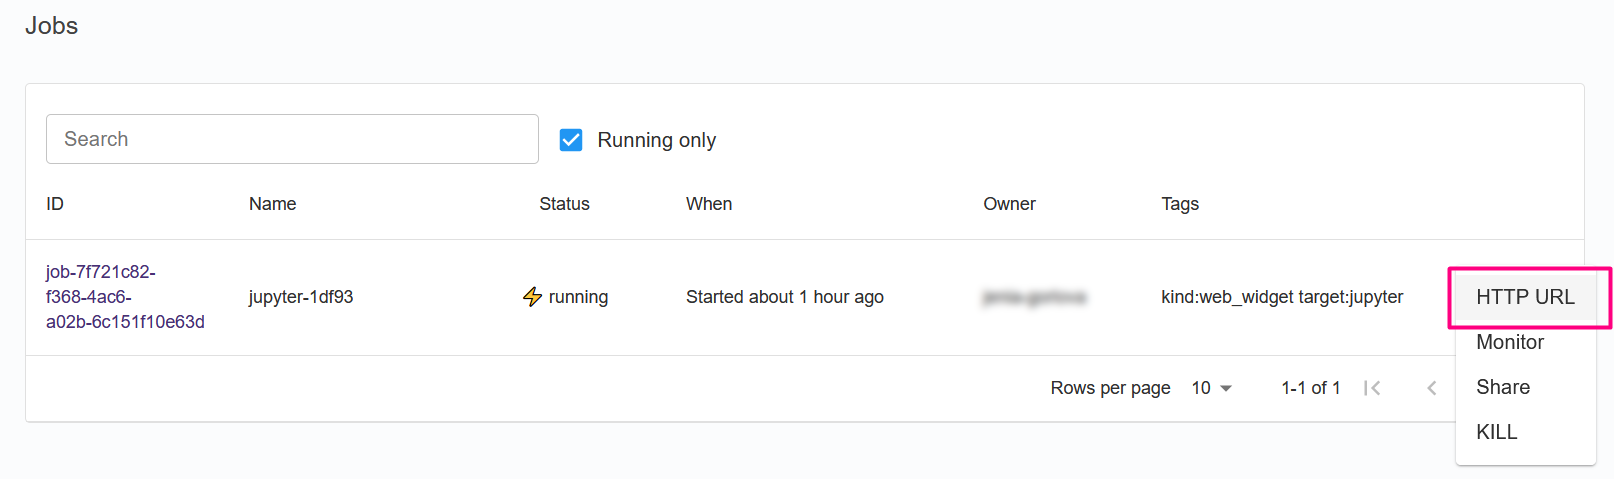 Jobs
Search
Running only
ID Name Status When Owner Tags
job-7f721c82-
f368-4ac6-
a02b-6c151f10e63d
jupyter-1df93
running
Started about 1 hour ago
kind:web_widget target:jupyter
HTTP URL
Monitor
Share
KILL
Rows per page 10 1-1 of 1